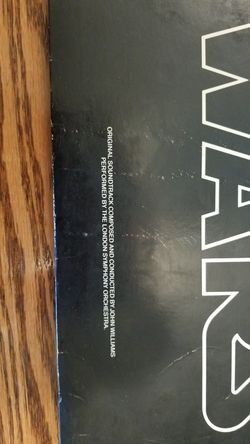 WARS
ORIGINAL SOUNDTRACK COMPOSED AND CONDUCTED BY JOHN WILLIAMS
PERFORMED BY THE LONDON SYMPHONY ORCHESTRA.